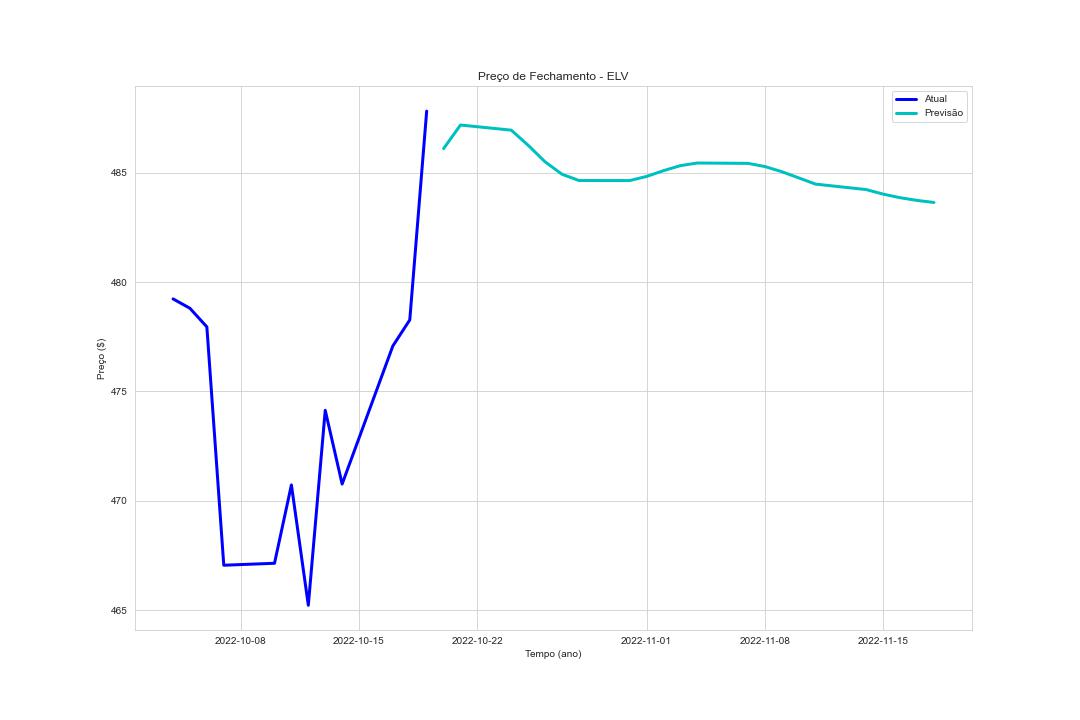 Preço de Fechamento - ELV
Atual
Previsão
485
480
475
470
465
Preço ($)
2022-10-08
2022-10-15
2022-10-22
2022-11-01
2022-11-08
2022-11-15
Tempo (ano)